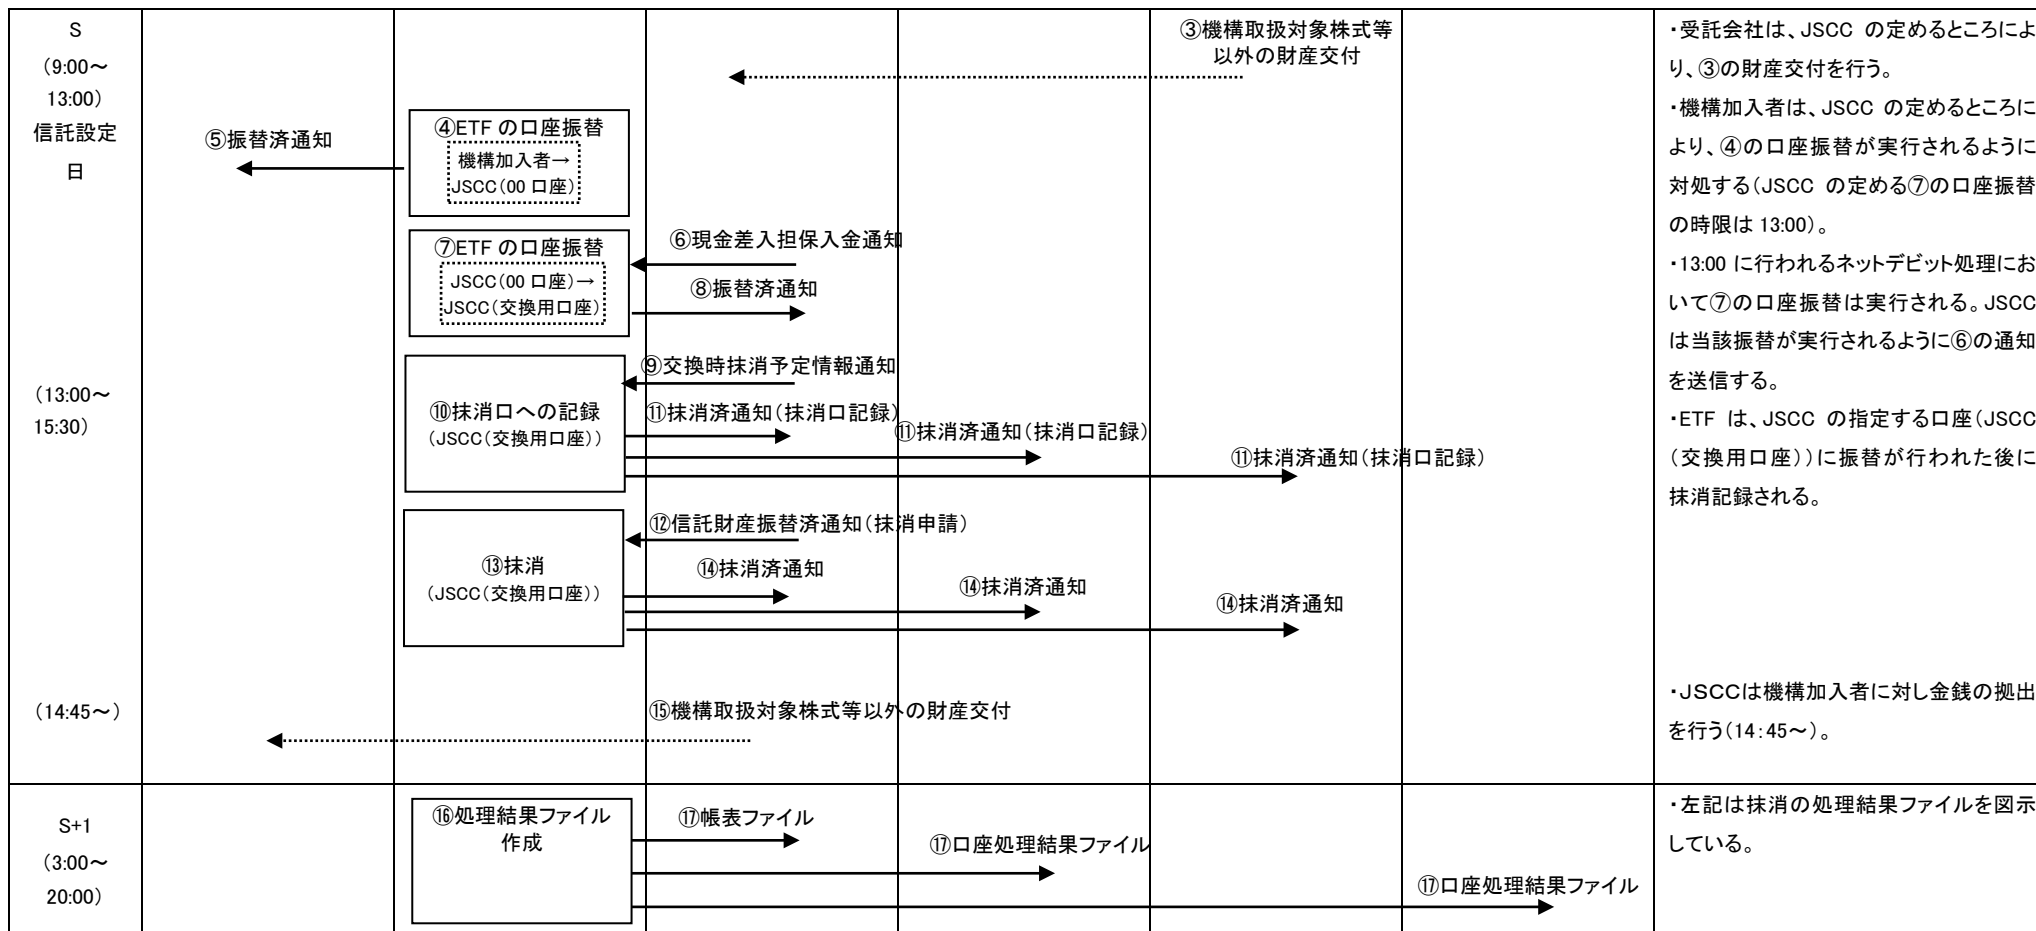 S
(9:00～
13:00)
信託設定
日
③機構取扱対象株式等
以外の財産交付
⑤振替済通知
④ETF の口座振替
機構加入者→
JSCC(00 口座)
⑥現金差入担保入金通知
⑦ETF の口座振替
JSCC(00 口座)→
JSCC(交換用口座)
⑧振替済通知
(13:00～
15:30)
⑨交換時抹消予定情報通知
⑩抹消口への記録
(JSCC(交換用口座))
⑪抹消済通知(抹消口記録)
⑪抹消済通知(抹消口記録)
⑪抹消済通知(抹消口記録)
⑫信託財産振替済通知(抹消申請)
⑬抹消
(JSCC(交換用口座))
⑭抹消済通知
⑭抹消済通知
⑭抹消済通知
(14:45～)
⑮機構取扱対象株式等以外の財産交付
・受託会社は、JSCC の定めるところによ
り、③の財産交付を行う。
・機構加入者は、JSCC の定めるところに
より、④の口座振替が実行されるように
対処する(JSCC の定める⑦の口座振替
の時限は 13:00)。
・13:00 に行われるネットデビット処理にお
いて⑦の口座振替は実行される。JSCC
は当該振替が実行されるように⑥の通知
を送信する。
・ETF は、JSCC の指定する口座(JSCC
(交換用口座))に振替が行われた後に
抹消記録される。
・JSCCは機構加入者に対し金銭の拠出
を行う(14:45～)。
S+1
(3:00～
20:00)
⑯処理結果ファイル
作成
⑰帳表ファイル
⑰口座処理結果ファイル
⑰口座処理結果ファイル
・左記は抹消の処理結果ファイルを図示
している。